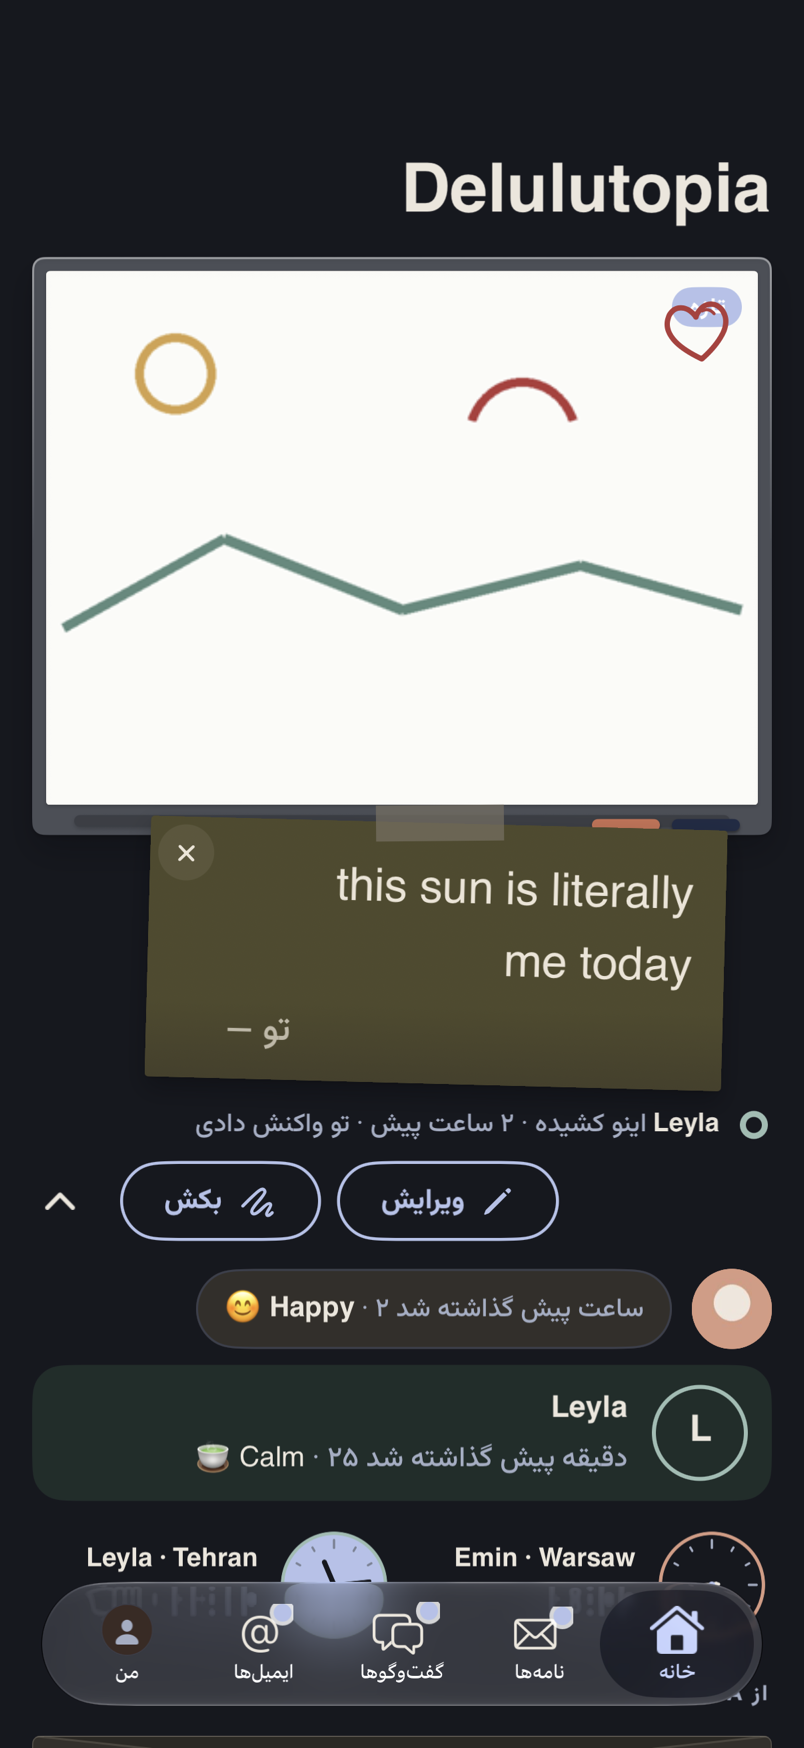 Delulutopia
this sun is literally
me today
— تو
Leyla اینو کشیده · ۲ ساعت پیش · تو واکنش دادی
ویرایش
بکش
😊 Happy · ۲ ساعت پیش گذاشته شد
Leyla
L
🍵 Calm · ۲۵ دقیقه پیش گذاشته شد
Emin · Warsaw
Leyla · Tehran
خانه
نامه‌ها
گفت‌وگوها
ایمیل‌ها
من
از